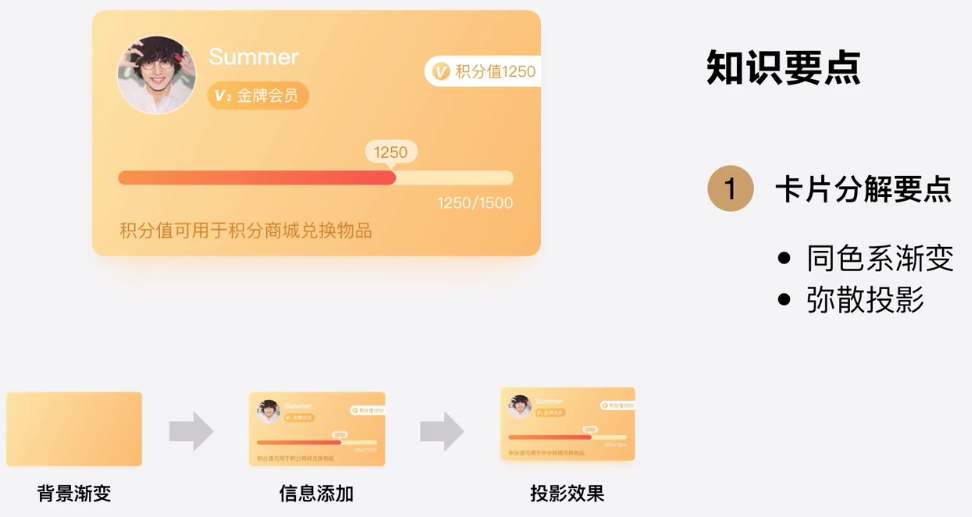 Summer
V 积分值1250
V2 金牌会员
1250
1250/1500
积分值可用于积分商城兑换物品
知识要点
1 卡片分解要点
同色系渐变
弥散投影
Summer
积分值1250
V2 金牌会员
1250
1250/1500
积分值可用于积分商城兑换物品
Summer
积分值1250
V2 金牌会员
1250
1250/1500
积分值可用于积分商城兑换物品
背景渐变
信息添加
投影效果